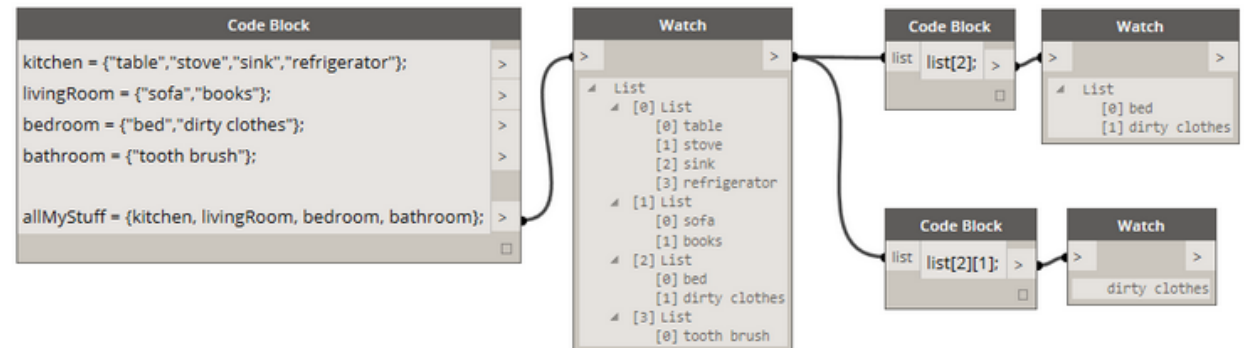 Code Block
kitchen = {"table","stove","sink","refrigerator"}; >
livingRoom = {"sofa","books"}; >
bedroom = {"bed","dirty clothes"}; >
bathroom = {"tooth brush"}; >
allMyStuff = {kitchen, livingRoom, bedroom, bathroom}; >
Watch
> >
List
[0] List
[0] table
[1] stove
[2] sink
[3] refrigerator
[1] List
[0] sofa
[1] books
[2] List
[0] bed
[1] dirty clothes
[3] List
[0] tooth brush
Code Block
list list[2]; >
Watch
> >
List
[0] bed
[1] dirty clothes
Code Block
list list[2][1]; >
Watch
> >
dirty clothes